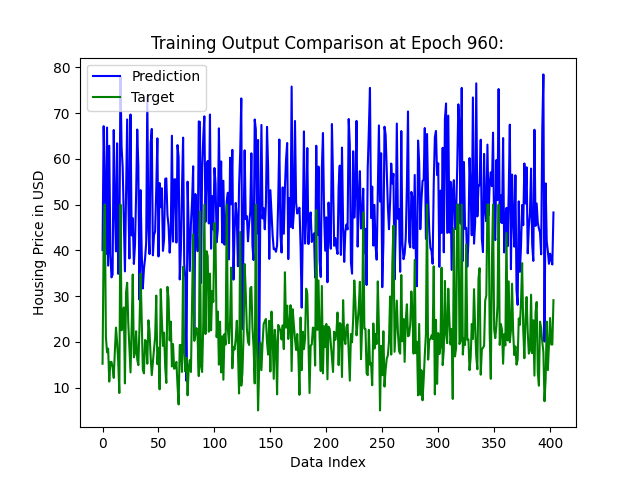 Training Output Comparison at Epoch 960:
Prediction
Target
Housing Price in USD
80
70
60
50
40
30
20
10
0 50 100 150 200 250 300 350 400
Data Index